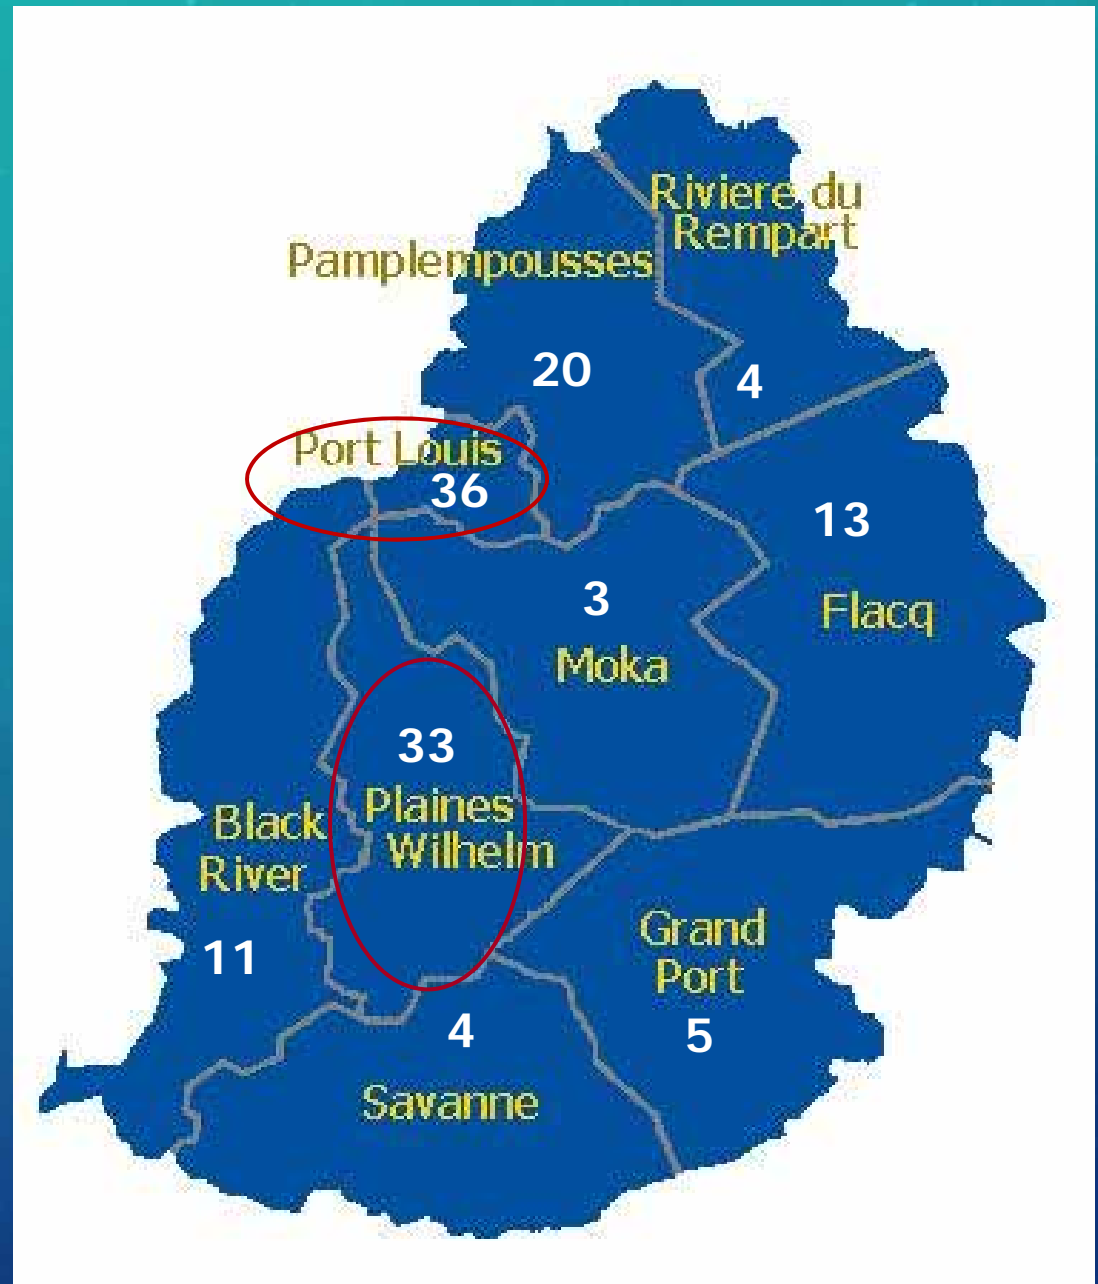 Riviere du
Rempart
Pamplempousses
20
4
Port Louis
36
13
Flacq
3
Moka
33
Plaines
Wilhelm
Black
River
11
Grand
Port
5
4
Savanne